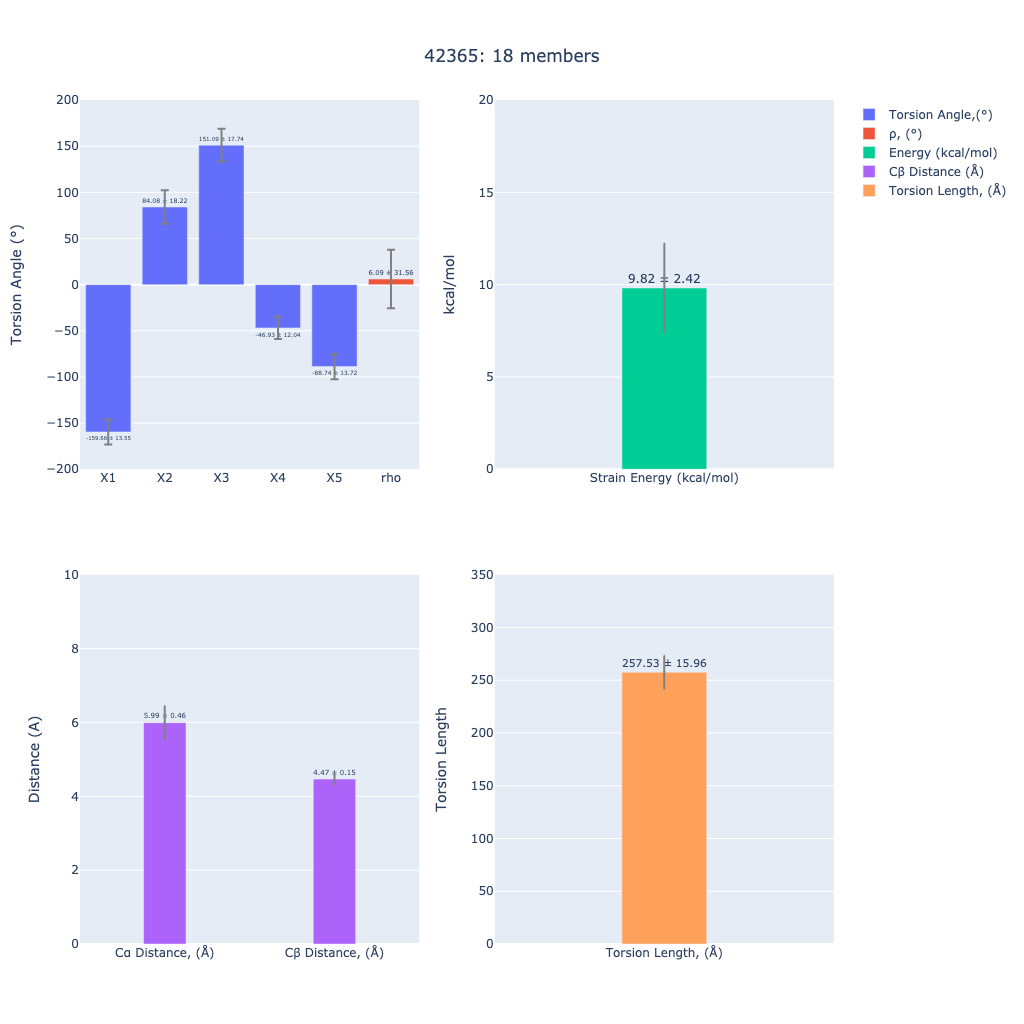 42365: 18 members
Torsion Angle (°)
200
150
100
50
0
−50
−100
−150
−200
-159.66 ± 13.55
84.08 ± 18.22
151.09 ± 17.74
-46.93 ± 12.04
-88.74 ± 13.72
6.09 ± 31.56
X1 X2 X3 X4 X5 rho
kcal/mol
20
15
10
5
0
9.82 ± 2.42
Strain Energy (kcal/mol)
Torsion Angle,(°)
ρ, (°)
Energy (kcal/mol)
Cβ Distance (Å)
Torsion Length, (Å)
Distance (A)
10
8
6
4
2
0
5.99 ± 0.46
4.47 ± 0.15
Cα Distance, (Å) Cβ Distance, (Å)
Torsion Length
350
300
250
200
150
100
50
0
257.53 ± 15.96
Torsion Length, (Å)